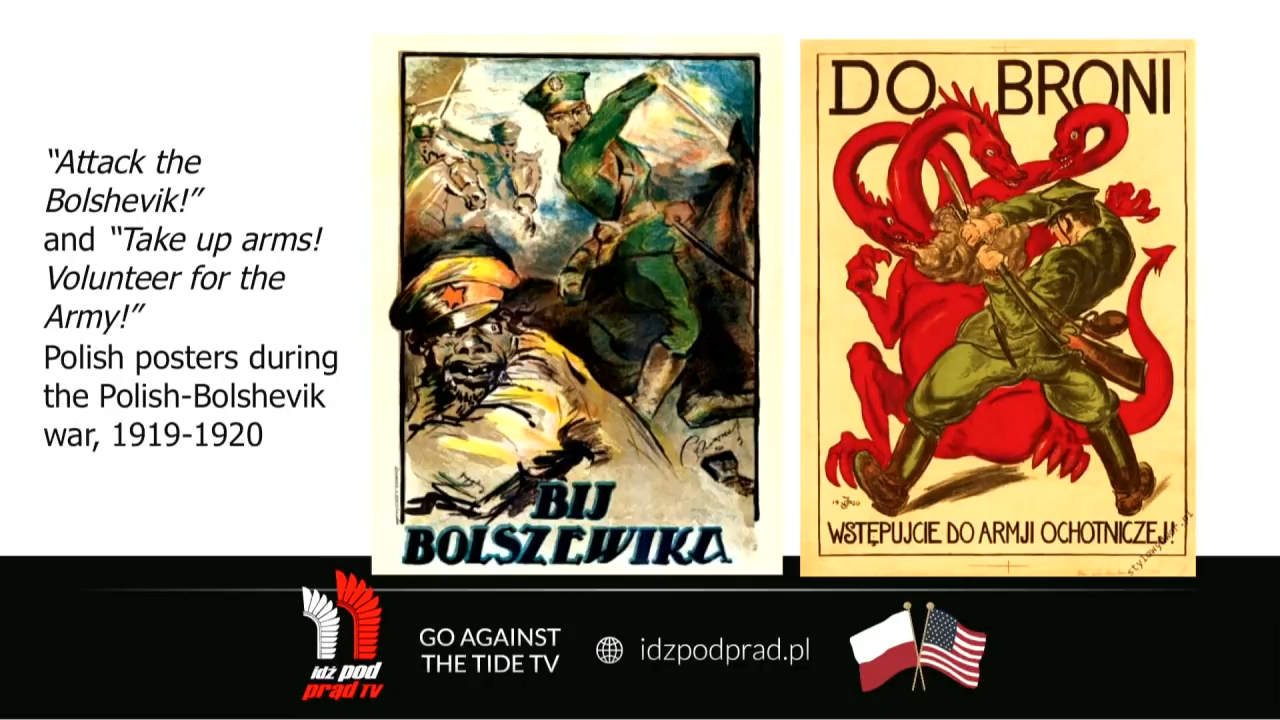 “Attack the
Bolshevik!”
and “Take up arms!
Volunteer for the
Army!”
Polish posters during
the Polish-Bolshevik
war, 1919-1920
BIJ
BOLSZEWIKA
DO BRONI
1920
WSTĘPUJCIE DO ARMJI OCHOTNICZEJ!
idź pod
prąd TV
GO AGAINST
THE TIDE TV
idzpodprad.pl